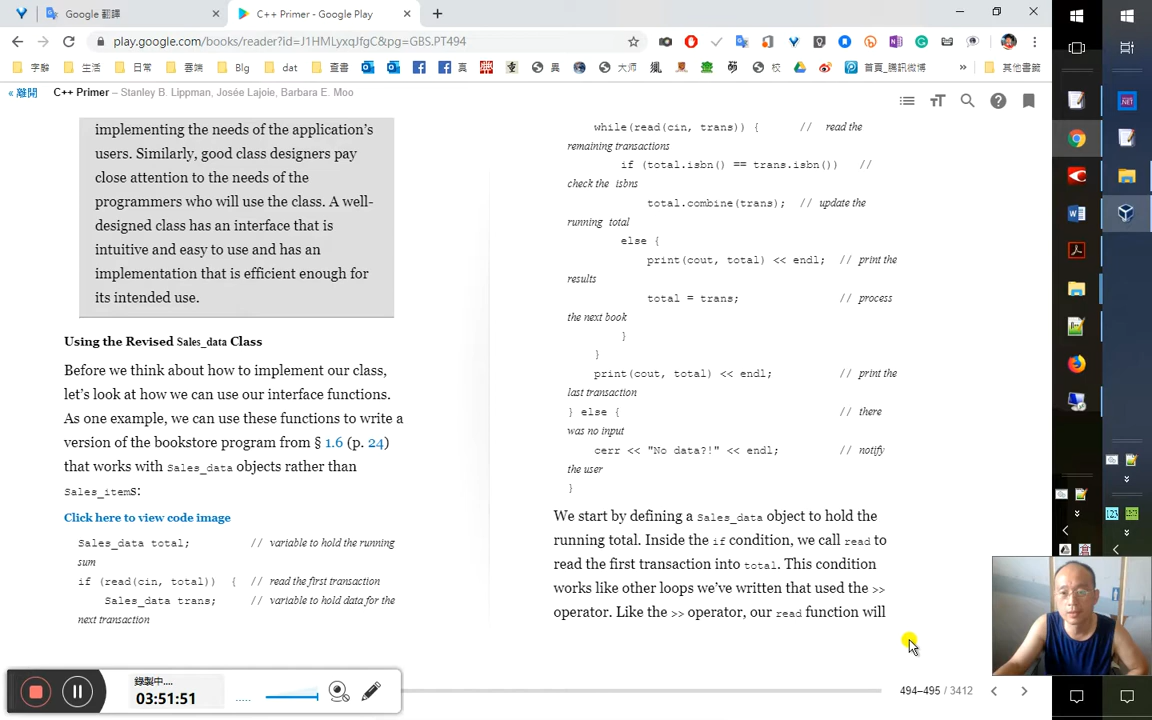 Google 翻譯
C++ Primer - Google Play
play.google.com/books/reader?id=J1HMLyxqJfgC&pg=GBS.PT494
字辭
生活
日常
雲端
Blg
dat
查書
真
異
大师
校
首頁_騰訊微博
»
其他書籤
« 離開
C++ Primer – Stanley B. Lippman, Josée Lajoie, Barbara E. Moo
implementing the needs of the application's
users. Similarly, good class designers pay
close attention to the needs of the
programmers who will use the class. A well-
designed class has an interface that is
intuitive and easy to use and has an
implementation that is efficient enough for
its intended use.
Using the Revised Sales_data Class
Before we think about how to implement our class,
let's look at how we can use our interface functions.
As one example, we can use these functions to write a
version of the bookstore program from § 1.6 (p. 24)
that works with Sales_data objects rather than
Sales_items:
Click here to view code image
Sales_data total; // variable to hold the running
sum
if (read(cin, total)) { // read the first transaction
Sales_data trans; // variable to hold data for the
next transaction
while(read(cin, trans)) { // read the
remaining transactions
if (total.isbn() == trans.isbn()) //
check the isbns
total.combine(trans); // update the
running total
else {
print(cout, total) << endl; // print the
results
total = trans; // process
the next book
}
}
print(cout, total) << endl; // print the
last transaction
} else { // there
was no input
cerr << "No data?!" << endl; // notify
the user
}
We start by defining a Sales_data object to hold the
running total. Inside the if condition, we call read to
read the first transaction into total. This condition
works like other loops we've written that used the >>
operator. Like the >> operator, our read function will
494–495 / 3412
錄製中...
03:51:51